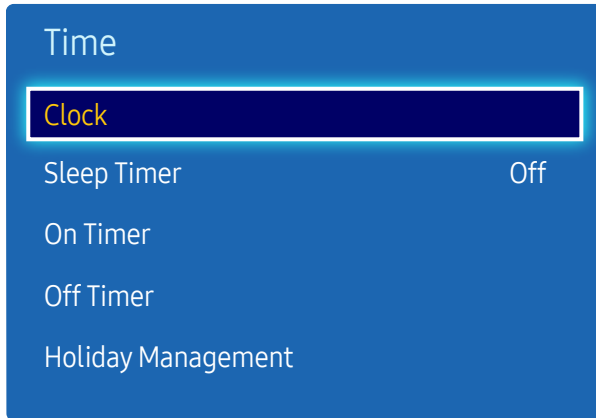 Time
Clock
Sleep Timer Off
On Timer
Off Timer
Holiday Management